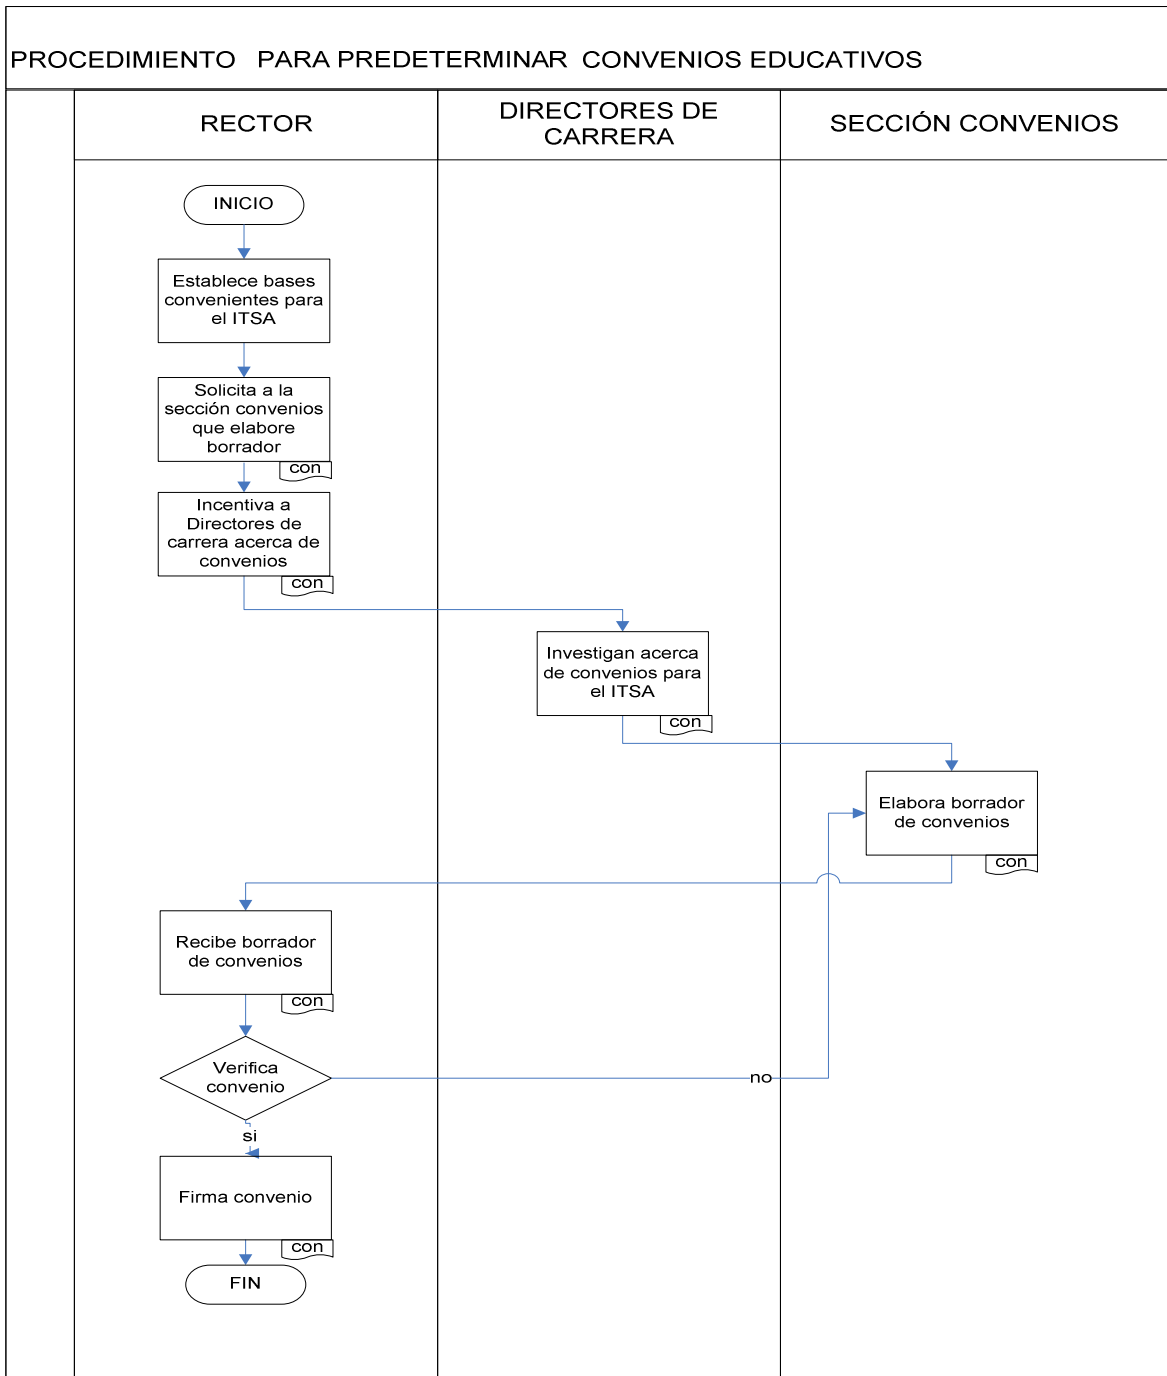 PROCEDIMIENTO PARA PREDETERMINAR CONVENIOS EDUCATIVOS
RECTOR
DIRECTORES DE
CARRERA
SECCIÓN CONVENIOS
INICIO
Establece bases
convenientes para
el ITSA
Solicita a la
sección convenios
que elabore
borrador
con
Incentiva a
Directores de
carrera acerca de
convenios
con
Investigan acerca
de convenios para
el ITSA
con
Elabora borrador
de convenios
con
Recibe borrador
de convenios
con
Verifica
convenio
no
si
Firma convenio
con
FIN